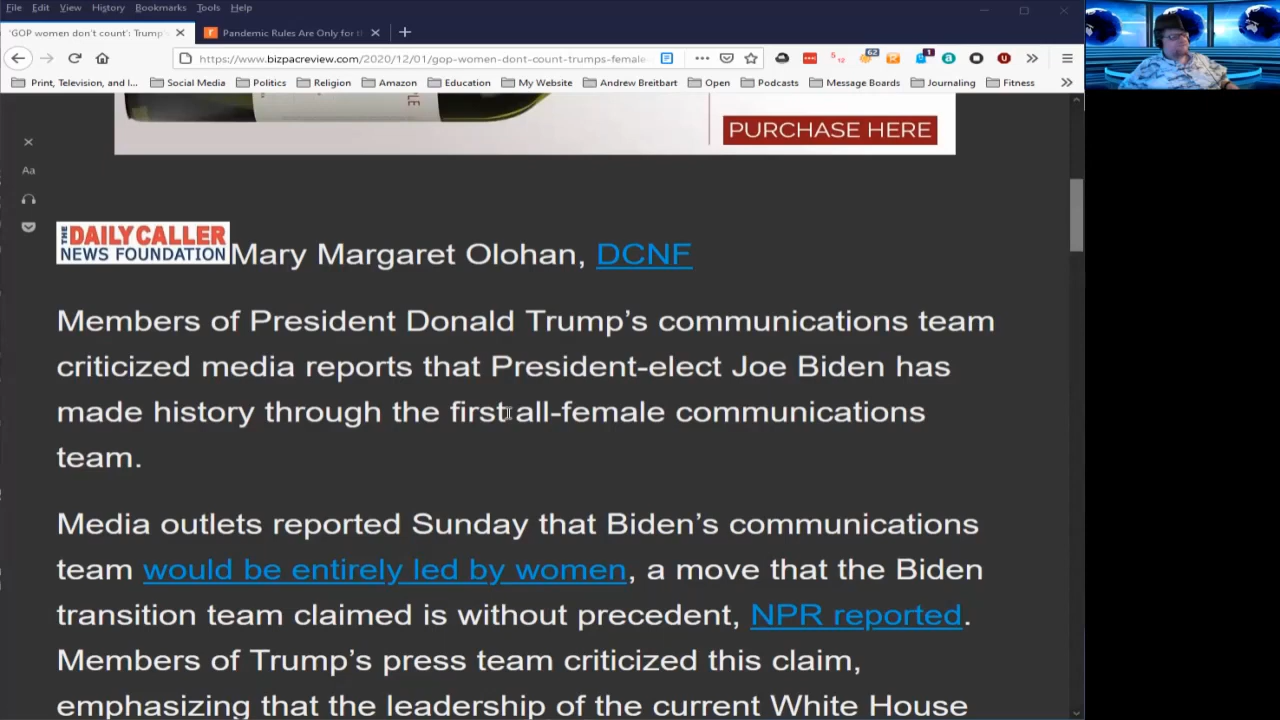 File Edit View History Bookmarks Tools Help
'GOP women don't count': Trump'
Pandemic Rules Are Only for t
https://www.bizpacreview.com/2020/12/01/gop-women-dont-count-trumps-female-
62
12
1
Print, Television, and I... Social Media Politics Religion Amazon Education My Website Andrew Breitbart Open Podcasts Message Boards Journaling Fitness
PURCHASE HERE
Aa
THE DAILY CALLER
NEWS FOUNDATION Mary Margaret Olohan, DCNF
Members of President Donald Trump's communications team
criticized media reports that President-elect Joe Biden has
made history through the first all-female communications
team.
Media outlets reported Sunday that Biden's communications
team would be entirely led by women, a move that the Biden
transition team claimed is without precedent, NPR reported.
Members of Trump's press team criticized this claim,
emphasizing that the leadership of the current White House